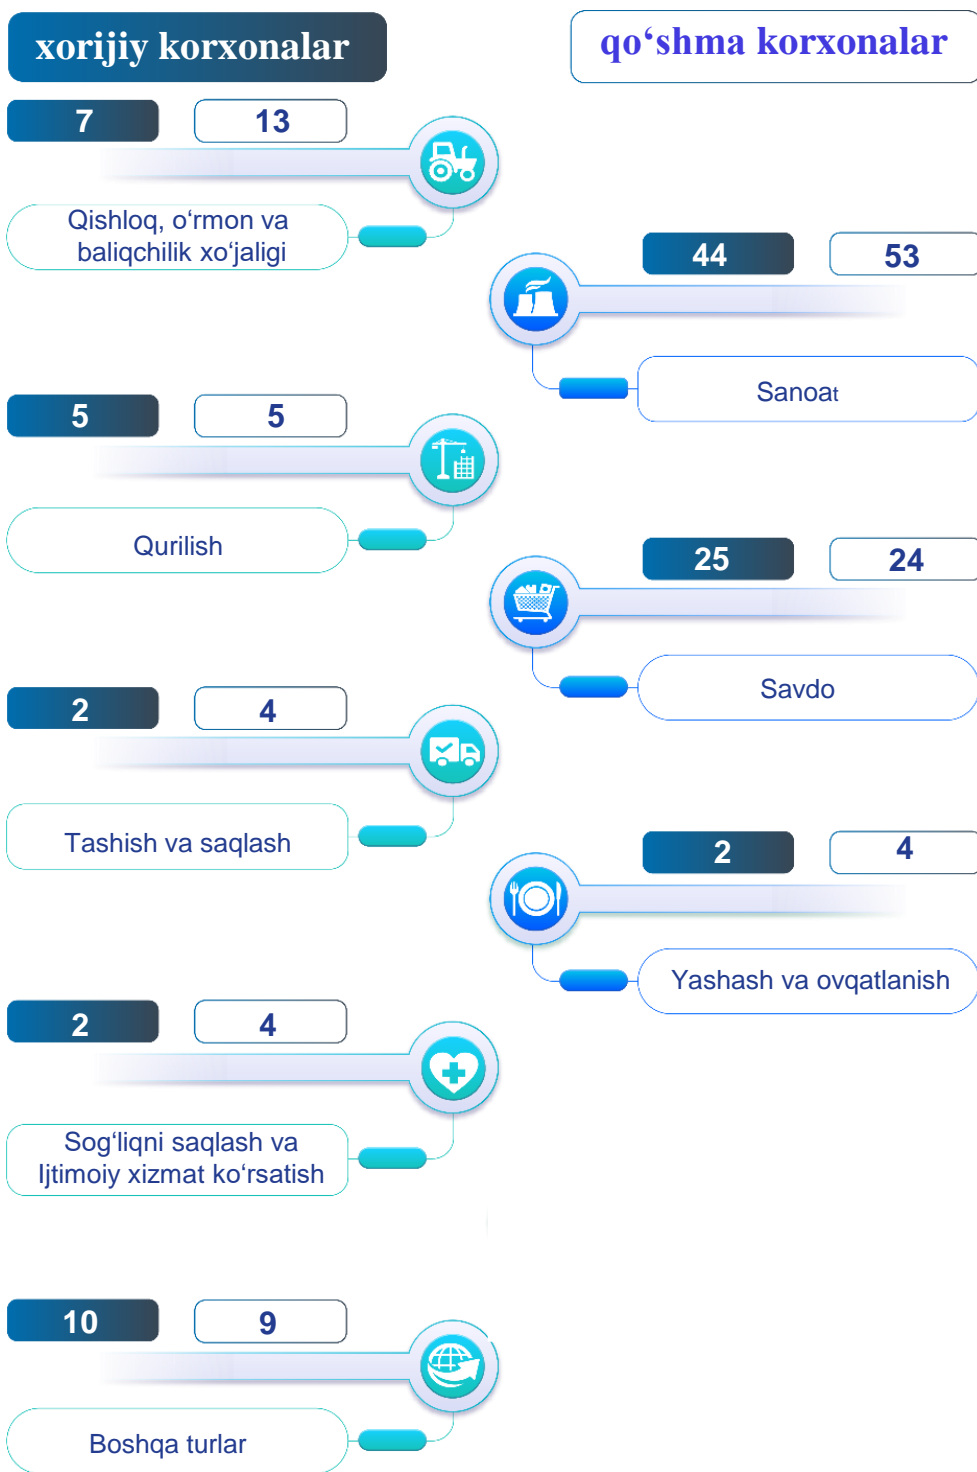 xorijiy korxonalar
qo‘shma korxonalar
7
13
Qishloq, o‘rmon va
baliqchilik xo‘jaligi
44
53
Sanoat
5
5
Qurilish
25
24
Savdo
2
4
Tashish va saqlash
2
4
Yashash va ovqatlanish
2
4
Sog‘liqni saqlash va
Ijtimoiy xizmat ko‘rsatish
10
9
Boshqa turlar